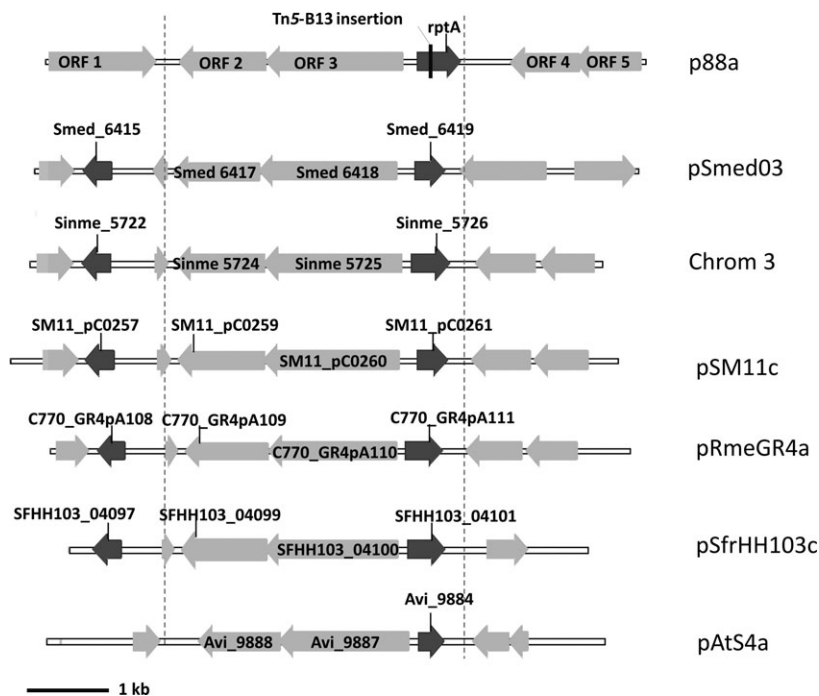 Tn5-B13 insertion
rptA
ORF 1 ORF 2 ORF 3 ORF 4 ORF 5 p88a
Smed_6415 Smed_6419
Smed 6417 Smed 6418 pSmed03
Sinme_5722 Sinme_5726
Sinme 5724 Sinme 5725 Chrom 3
SM11_pC0257 SM11_pC0259 SM11_pC0261
SM11_pC0260 pSM11c
C770_GR4pA108 C770_GR4pA109 C770_GR4pA111
C770_GR4pA110 pRmeGR4a
SFHH103_04097 SFHH103_04099 SFHH103_04101
SFHH103_04100 pSfrHH103c
Avi_9884
Avi_9888 Avi_9887 pAtS4a
1 kb